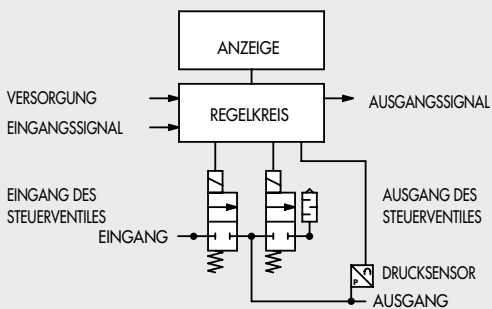 ANZEIGE
VERSORGUNG
REGELKREIS
AUSGANGSSIGNAL
EINGANGSSIGNAL
EINGANG DES
STEUERVENTILES
AUSGANG DES
STEUERVENTILES
EINGANG
DRUCKSENSOR
P
AUSGANG